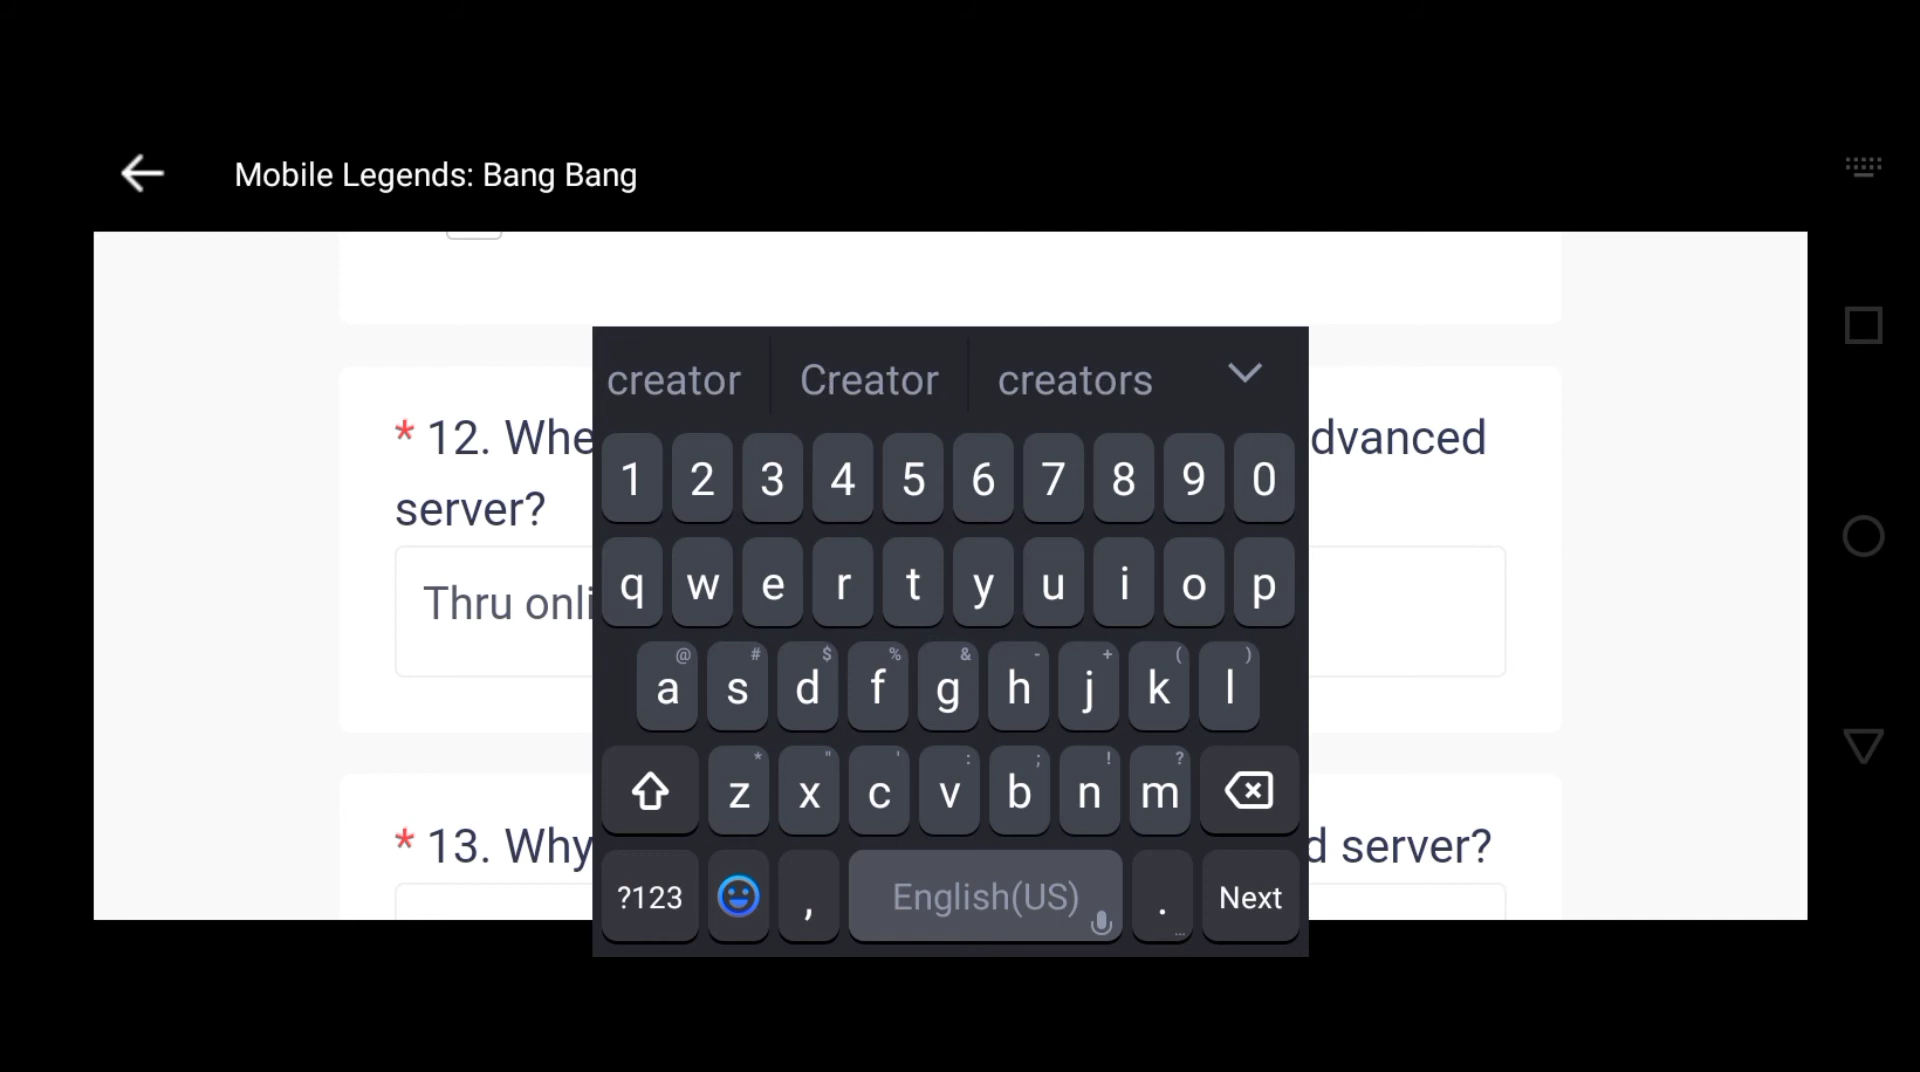 Mobile Legends: Bang Bang
creator Creator creators
* 12. Whe
dvanced
server?
Thru onli
1 2 3 4 5 6 7 8 9 0
q w e r t y u i o p
@ # $ % & - + ( )
a s d f g h j k l
* " ' : ; ! ?
z x c v b n m
* 13. Why
d server?
?123 , English(US) . ... Next